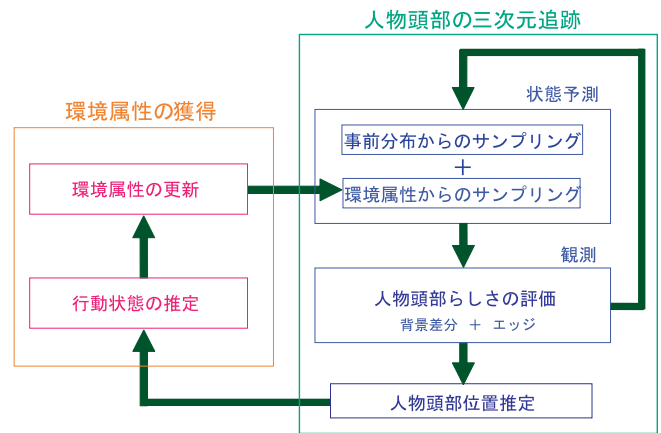 人物頭部の三次元追跡
環境属性の獲得
状態予測
事前分布からのサンプリング
＋
環境属性からのサンプリング
環境属性の更新
観測
人物頭部らしさの評価
背景差分 ＋ エッジ
行動状態の推定
人物頭部位置推定